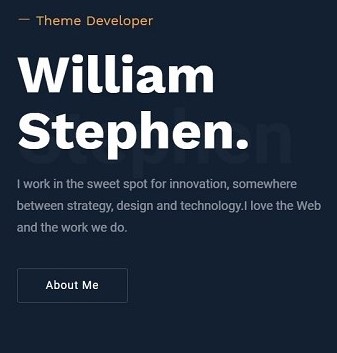 — Theme Developer
William
Stephen.
I work in the sweet spot for innovation, somewhere
between strategy, design and technology.I love the Web
and the work we do.
About Me